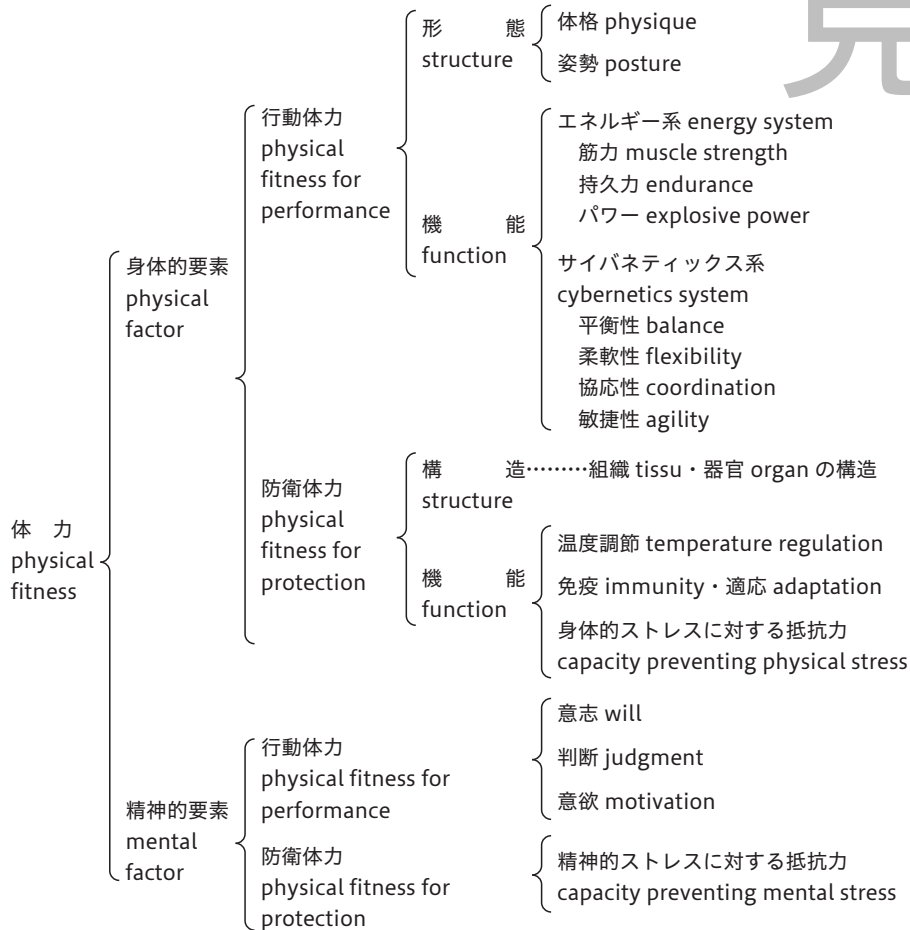 体 力
physical
fitness
身体的要素
physical
factor
行動体力
physical
fitness for
performance
形 態
structure
体格 physique
姿勢 posture
機 能
function
エネルギー系 energy system
筋力 muscle strength
持久力 endurance
パワー explosive power
サイバネティックス系
cybernetics system
平衡性 balance
柔軟性 flexibility
協応性 coordination
敏捷性 agility
防衛体力
physical
fitness for
protection
構 造………組織 tissu・器官 organ の構造
structure
機 能
function
温度調節 temperature regulation
免疫 immunity・適応 adaptation
身体的ストレスに対する抵抗力
capacity preventing physical stress
精神的要素
mental
factor
行動体力
physical fitness for
performance
意志 will
判断 judgment
意欲 motivation
防衛体力
physical fitness for
protection
精神的ストレスに対する抵抗力
capacity preventing mental stress